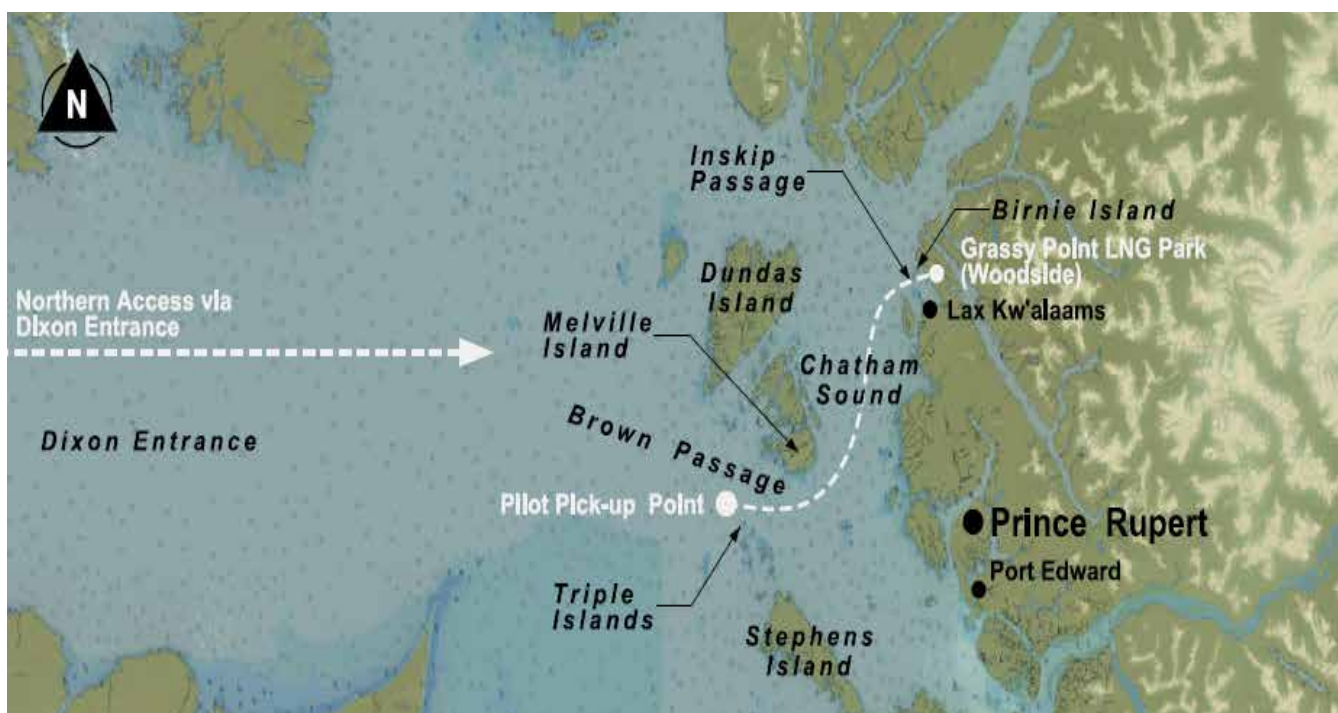 N
Inskip
Passage
Birnie Island
Grassy Point LNG Park
(Woodside)
Dundas
Island
Northern Access via
Dixon Entrance
Lax Kw'alaams
Melville
Island
Chatham
Sound
Brown Passage
Dixon Entrance
Pilot Pick-up Point
Prince Rupert
Port Edward
Triple
Islands
Stephens
Island